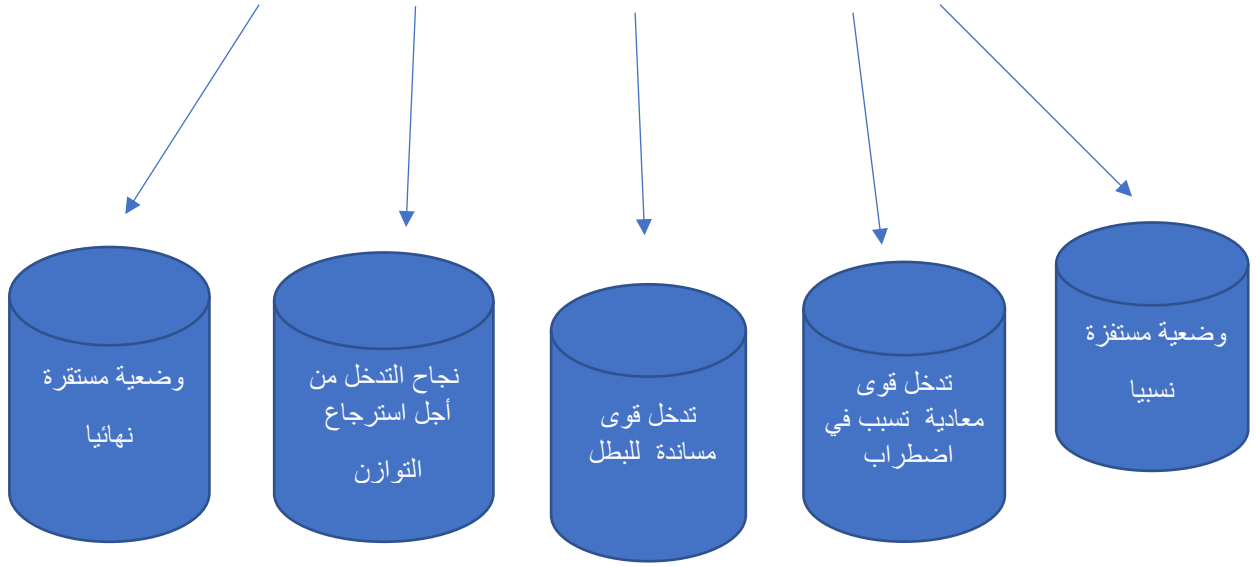 وضعية مستفزة
نسبيا
تدخل قوى
معادية تسبب في
اضطراب
تدخل قوى
مساندة للبطل
نجاح التدخل من
أجل استرجاع
التوازن
وضعية مستقرة
نهائيا